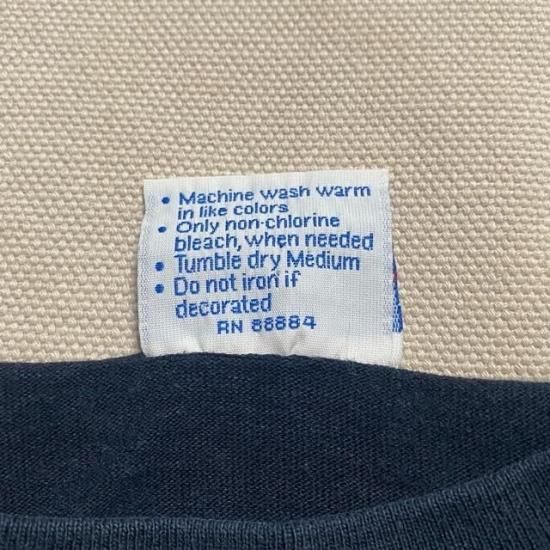 • Machine wash warm
in like colors
• Only non-chlorine
bleach, when needed
• Tumble dry Medium
• Do not iron if
decorated
RN 88884